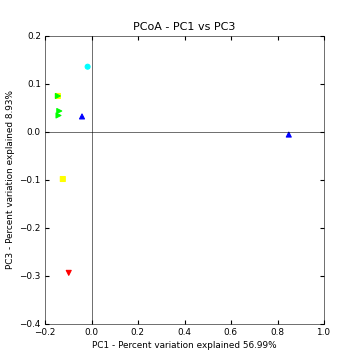 PCoA - PC1 vs PC3
0.2
0.1
0.0
−0.1
−0.2
−0.3
−0.4
PC3 - Percent variation explained 8.93%
−0.2 0.0 0.2 0.4 0.6 0.8 1.0
PC1 - Percent variation explained 56.99%